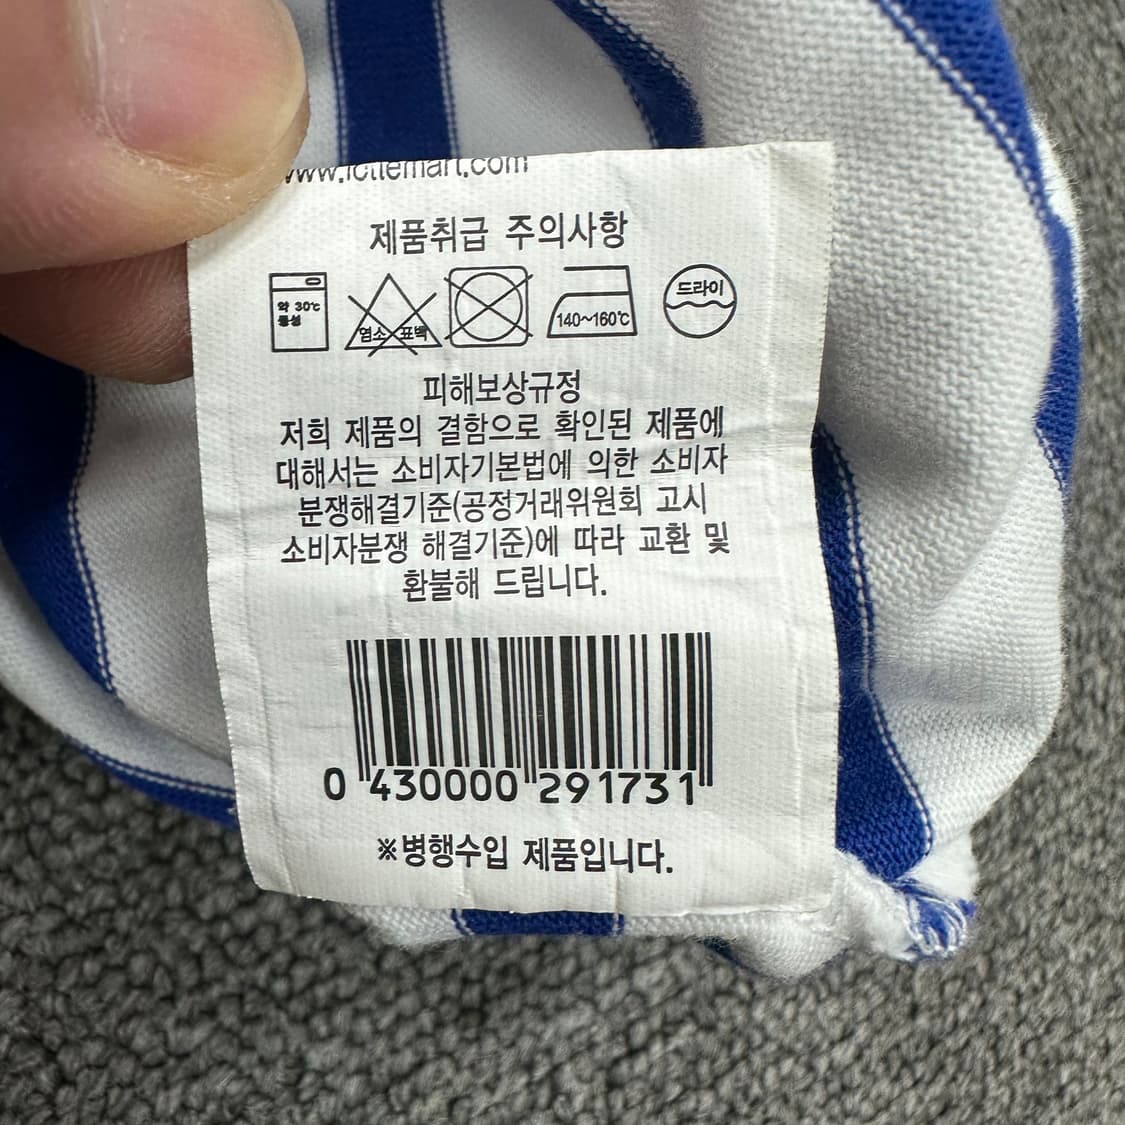 제품취급 주의사항
약 30℃
중성
염소 표백
140~160℃
드라이
피해보상규정
저희 제품의 결함으로 확인된 제품에
대해서는 소비자기본법에 의한 소비자
분쟁해결기준(공정거래위원회 고시
소비자분쟁 해결기준)에 따라 교환 및
환불해 드립니다.
0 430000 291731
※병행수입 제품입니다.